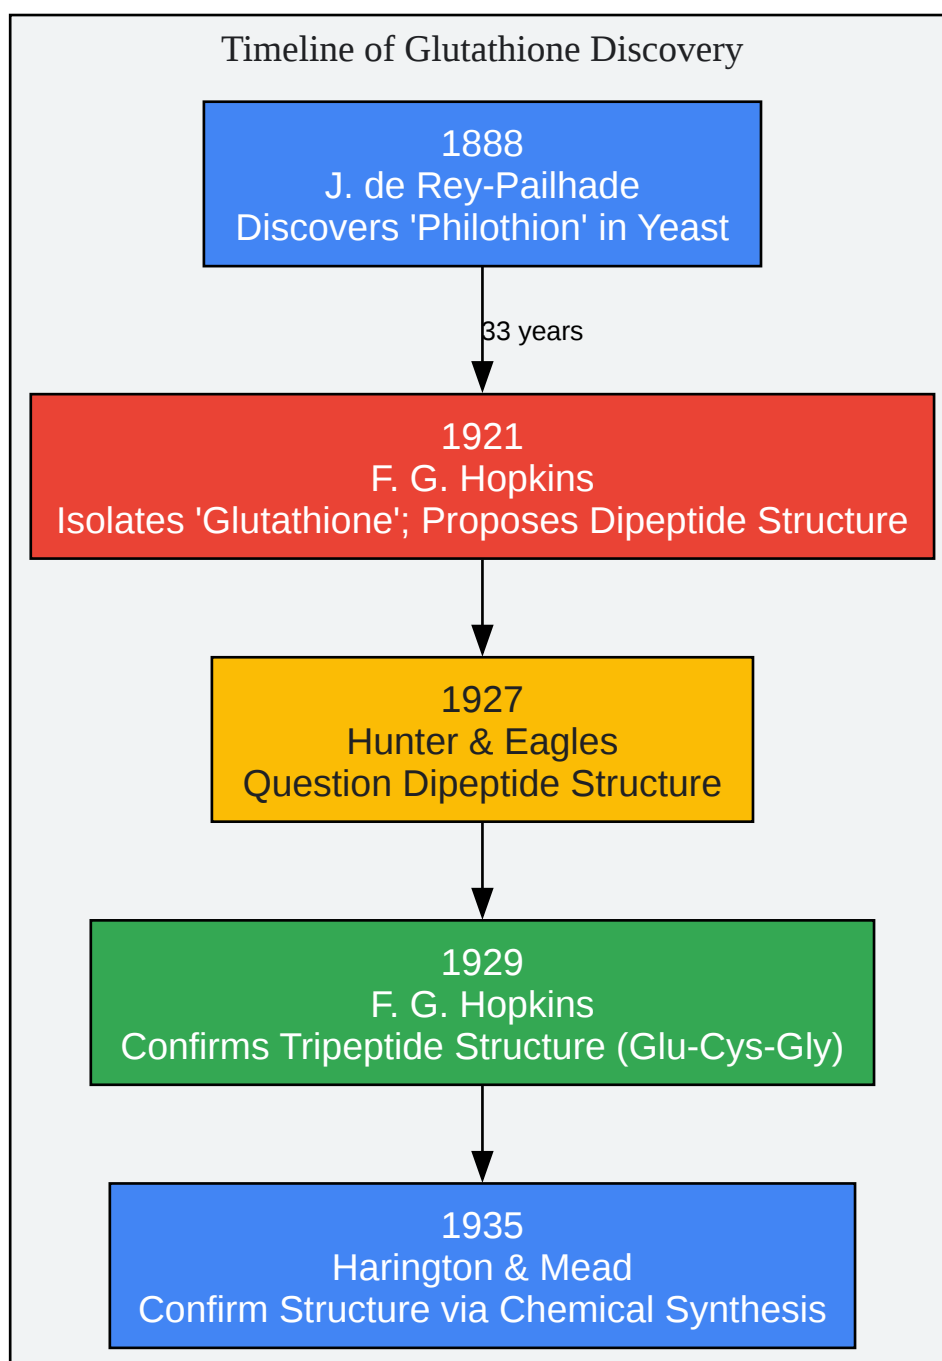 Timeline of Glutathione Discovery
1888
J. de Rey-Pailhade
Discovers 'Philothion' in Yeast
33 years
1921
F. G. Hopkins
Isolates 'Glutathione'; Proposes Dipeptide Structure
1927
Hunter & Eagles
Question Dipeptide Structure
1929
F. G. Hopkins
Confirms Tripeptide Structure (Glu-Cys-Gly)
1935
Harington & Mead
Confirm Structure via Chemical Synthesis